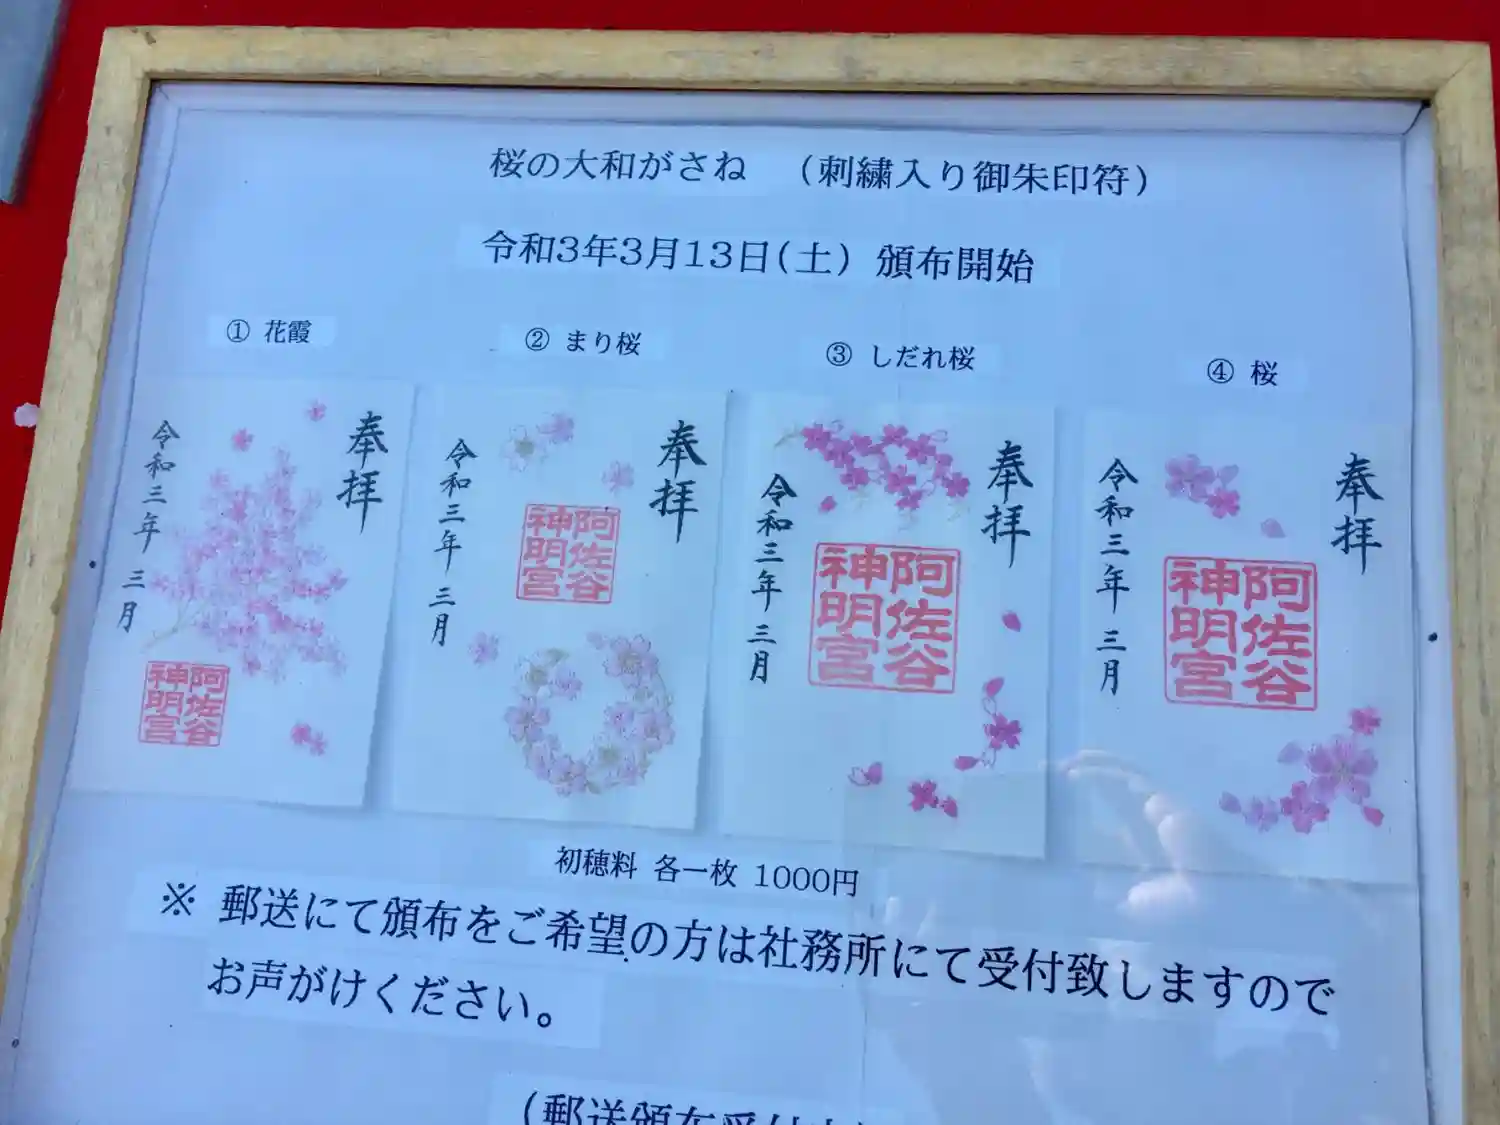 桜の大和がさね （刺繍入り御朱印符）
令和3年3月13日(土) 頒布開始
① 花霞
② まり桜
③ しだれ桜
④ 桜
奉拝
令和三年 三月
阿佐谷
神明宮
奉拝
令和三年 三月
阿佐谷
神明宮
奉拝
令和三年 三月
阿佐谷
神明宮
奉拝
令和三年 三月
阿佐谷
神明宮
初穂料 各一枚 1000円
※ 郵送にて頒布をご希望の方は社務所にて受付致しますので
お声がけください。
(郵送頒布受付